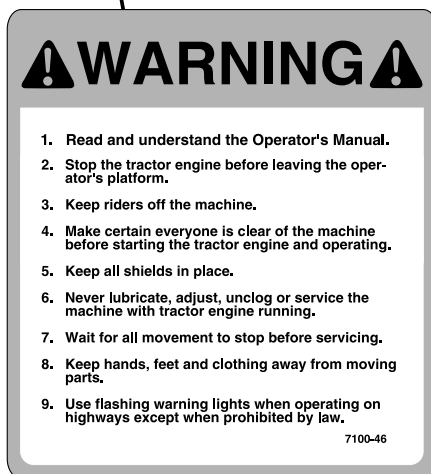 WARNING
1. Read and understand the Operator's Manual.
2. Stop the tractor engine before leaving the oper-
ator's platform.
3. Keep riders off the machine.
4. Make certain everyone is clear of the machine
before starting the tractor engine and operating.
5. Keep all shields in place.
6. Never lubricate, adjust, unclog or service the
machine with tractor engine running.
7. Wait for all movement to stop before servicing.
8. Keep hands, feet and clothing away from moving
parts.
9. Use flashing warning lights when operating on
highways except when prohibited by law.
7100-46